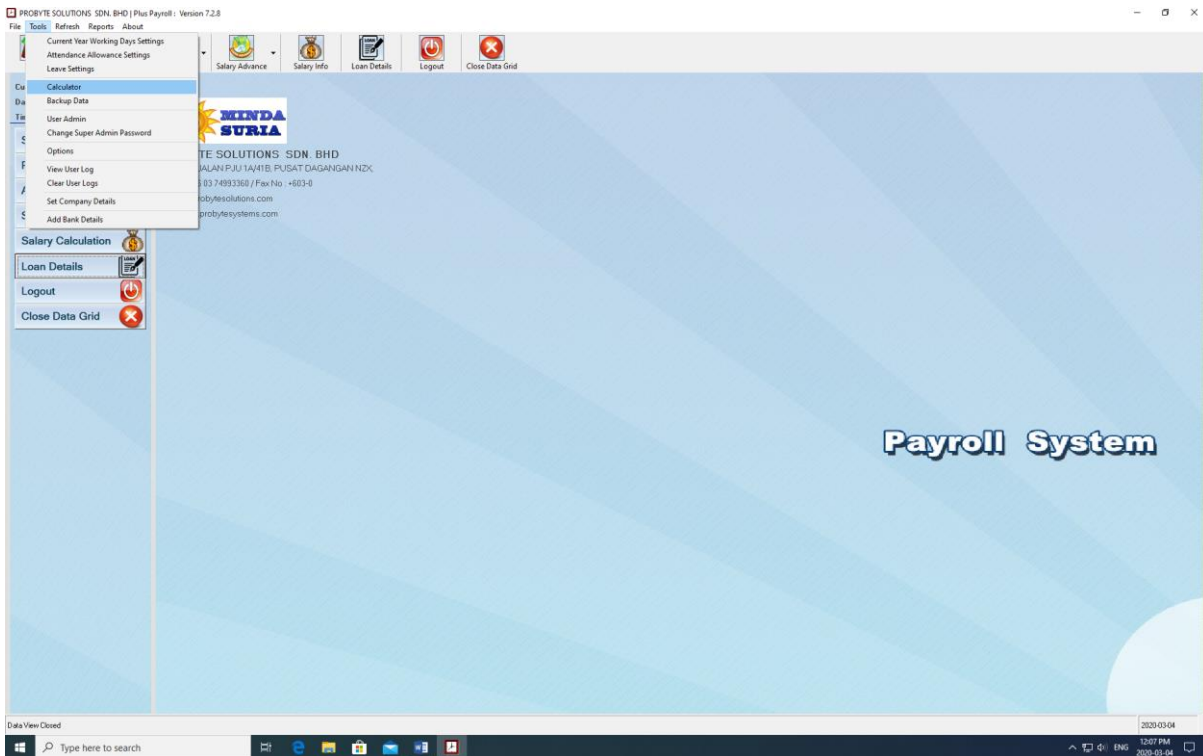 PROBYTE SOLUTIONS SDN. BHD | Plus Payroll : Version 7.2.8
File Tools Refresh Reports About
Current Year Working Days Settings
Attendance Allowance Settings
Leave Settings
Calculator
Backup Data
User Admin
Change Super Admin Password
Options
View User Log
Clear User Logs
Set Company Details
Add Bank Details
Salary Advance Salary Info Loan Details Logout Close Data Grid
Cu
Da
Tim
MINDA
SURIA
TE SOLUTIONS SDN. BHD
JALAN PJU 1A/41B, PUSAT DAGANGAN NZX,
03 74993360 / Fax No : +603-0
obytesolutions.com
probytesystems.com
Salary Calculation
Loan Details
Logout
Close Data Grid
Payroll System
Data View Closed
2020-03-04
Type here to search
ENG
12:07 PM
2020-03-04